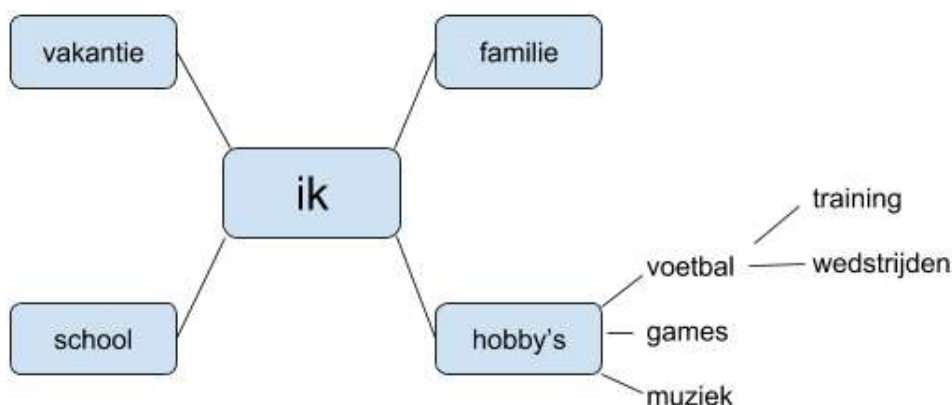 vakantie
familie
ik
training
voetbal
wedstrijden
school
hobby's
games
muziek